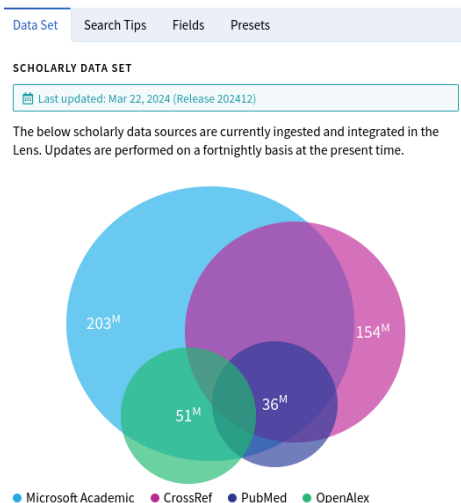 Data Set Search Tips Fields Presets
SCHOLARLY DATA SET
Last updated: Mar 22, 2024 (Release 202412)
The below scholarly data sources are currently ingested and integrated in the
Lens. Updates are performed on a fortnightly basis at the present time.
203M
154M
36M
51M
Microsoft Academic CrossRef PubMed OpenAlex